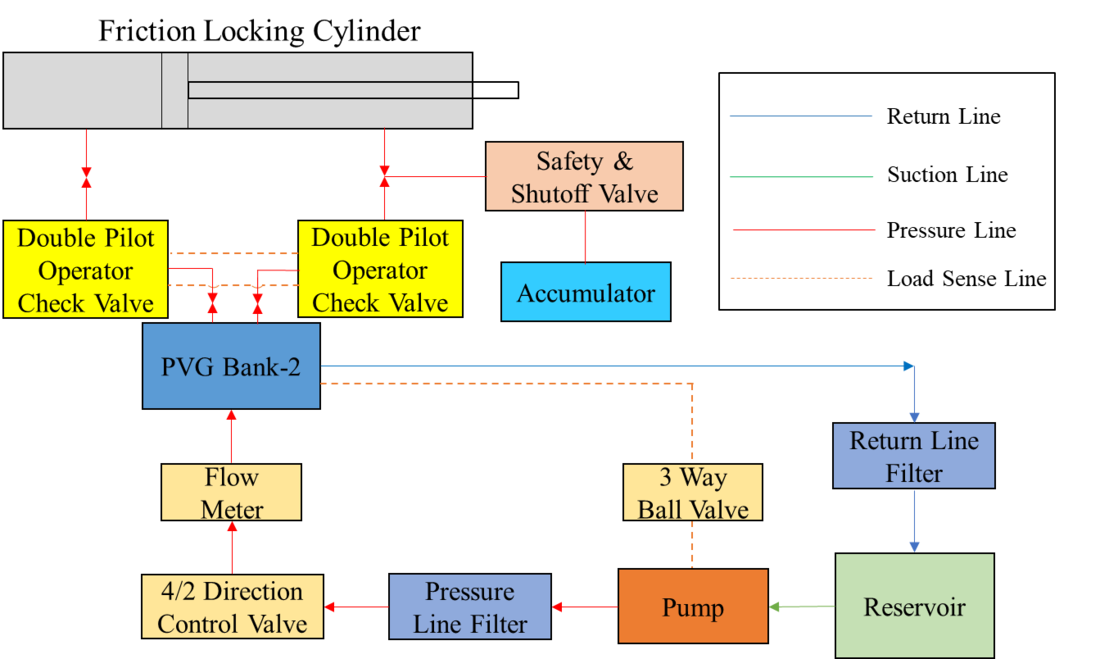 Friction Locking Cylinder
Return Line
Suction Line
Pressure Line
Load Sense Line
Safety &
Shutoff Valve
Double Pilot
Operator
Check Valve
Double Pilot
Operator
Check Valve
Accumulator
PVG Bank-2
Return Line
Filter
Flow
Meter
3 Way
Ball Valve
4/2 Direction
Control Valve
Pressure
Line Filter
Pump
Reservoir